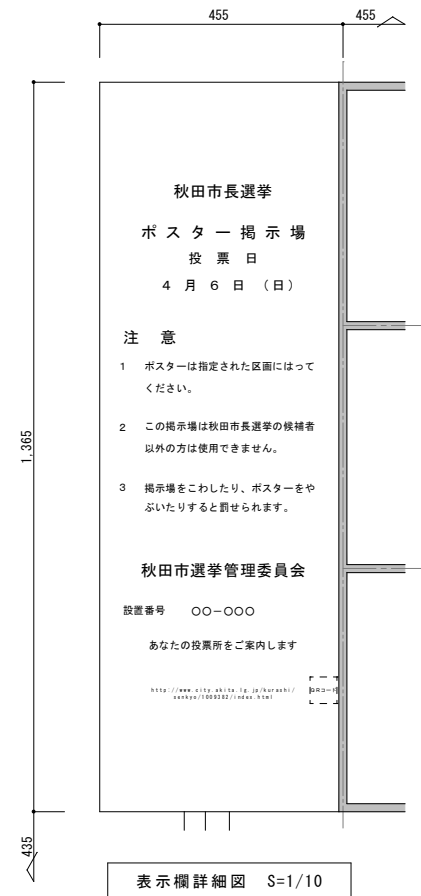 455
455
秋田市長選挙
ポスター掲示場
投票日
4月6日（日）
注 意
1 ポスターは指定された区画にはって
ください。
2 この掲示場は秋田市長選挙の候補者
以外の方は使用できません。
3 掲示場をこわしたり、ポスターをや
ぶいたりすると罰せられます。
1,365
秋田市選挙管理委員会
設置番号 ○○－○○○
あなたの投票所をご案内します
http://www.city.akita.lg.jp/kurashi/
senkyo/1009382/index.html
QRコード
435
表示欄詳細図 S=1/10